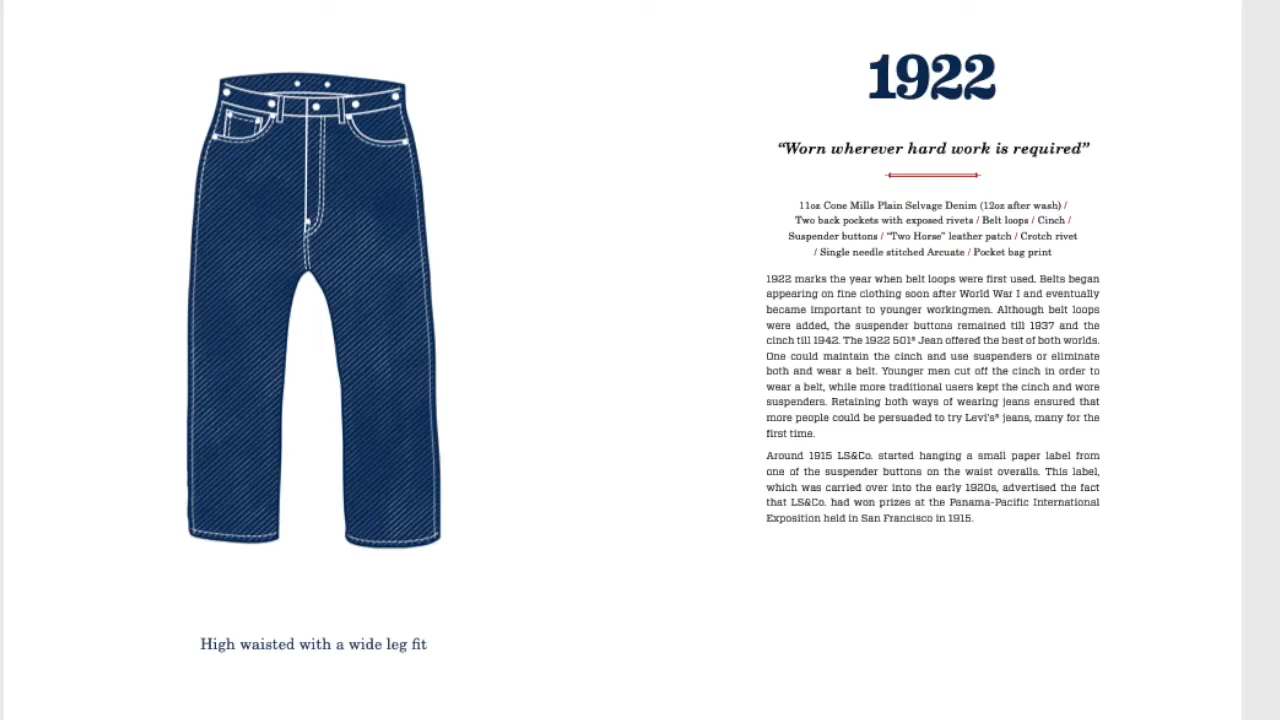 1922
“Worn wherever hard work is required”
11oz Cone Mills Plain Selvage Denim (12oz after wash) /
Two back pockets with exposed rivets / Belt loops / Cinch /
Suspender buttons / “Two Horse” leather patch / Crotch rivet
/ Single needle stitched Arcuate / Pocket bag print
1922 marks the year when belt loops were first used. Belts began
appearing on fine clothing soon after World War I and eventually
became important to younger workingmen. Although belt loops
were added, the suspender buttons remained till 1937 and the
cinch till 1942. The 1922 501® Jean offered the best of both worlds.
One could maintain the cinch and use suspenders or eliminate
both and wear a belt. Younger men cut off the cinch in order to
wear a belt, while more traditional users kept the cinch and wore
suspenders. Retaining both ways of wearing jeans ensured that
more people could be persuaded to try Levi's® jeans, many for the
first time.
Around 1915 LS&Co. started hanging a small paper label from
one of the suspender buttons on the waist overalls. This label,
which was carried over into the early 1920s, advertised the fact
that LS&Co. had won prizes at the Panama-Pacific International
Exposition held in San Francisco in 1915.
High waisted with a wide leg fit